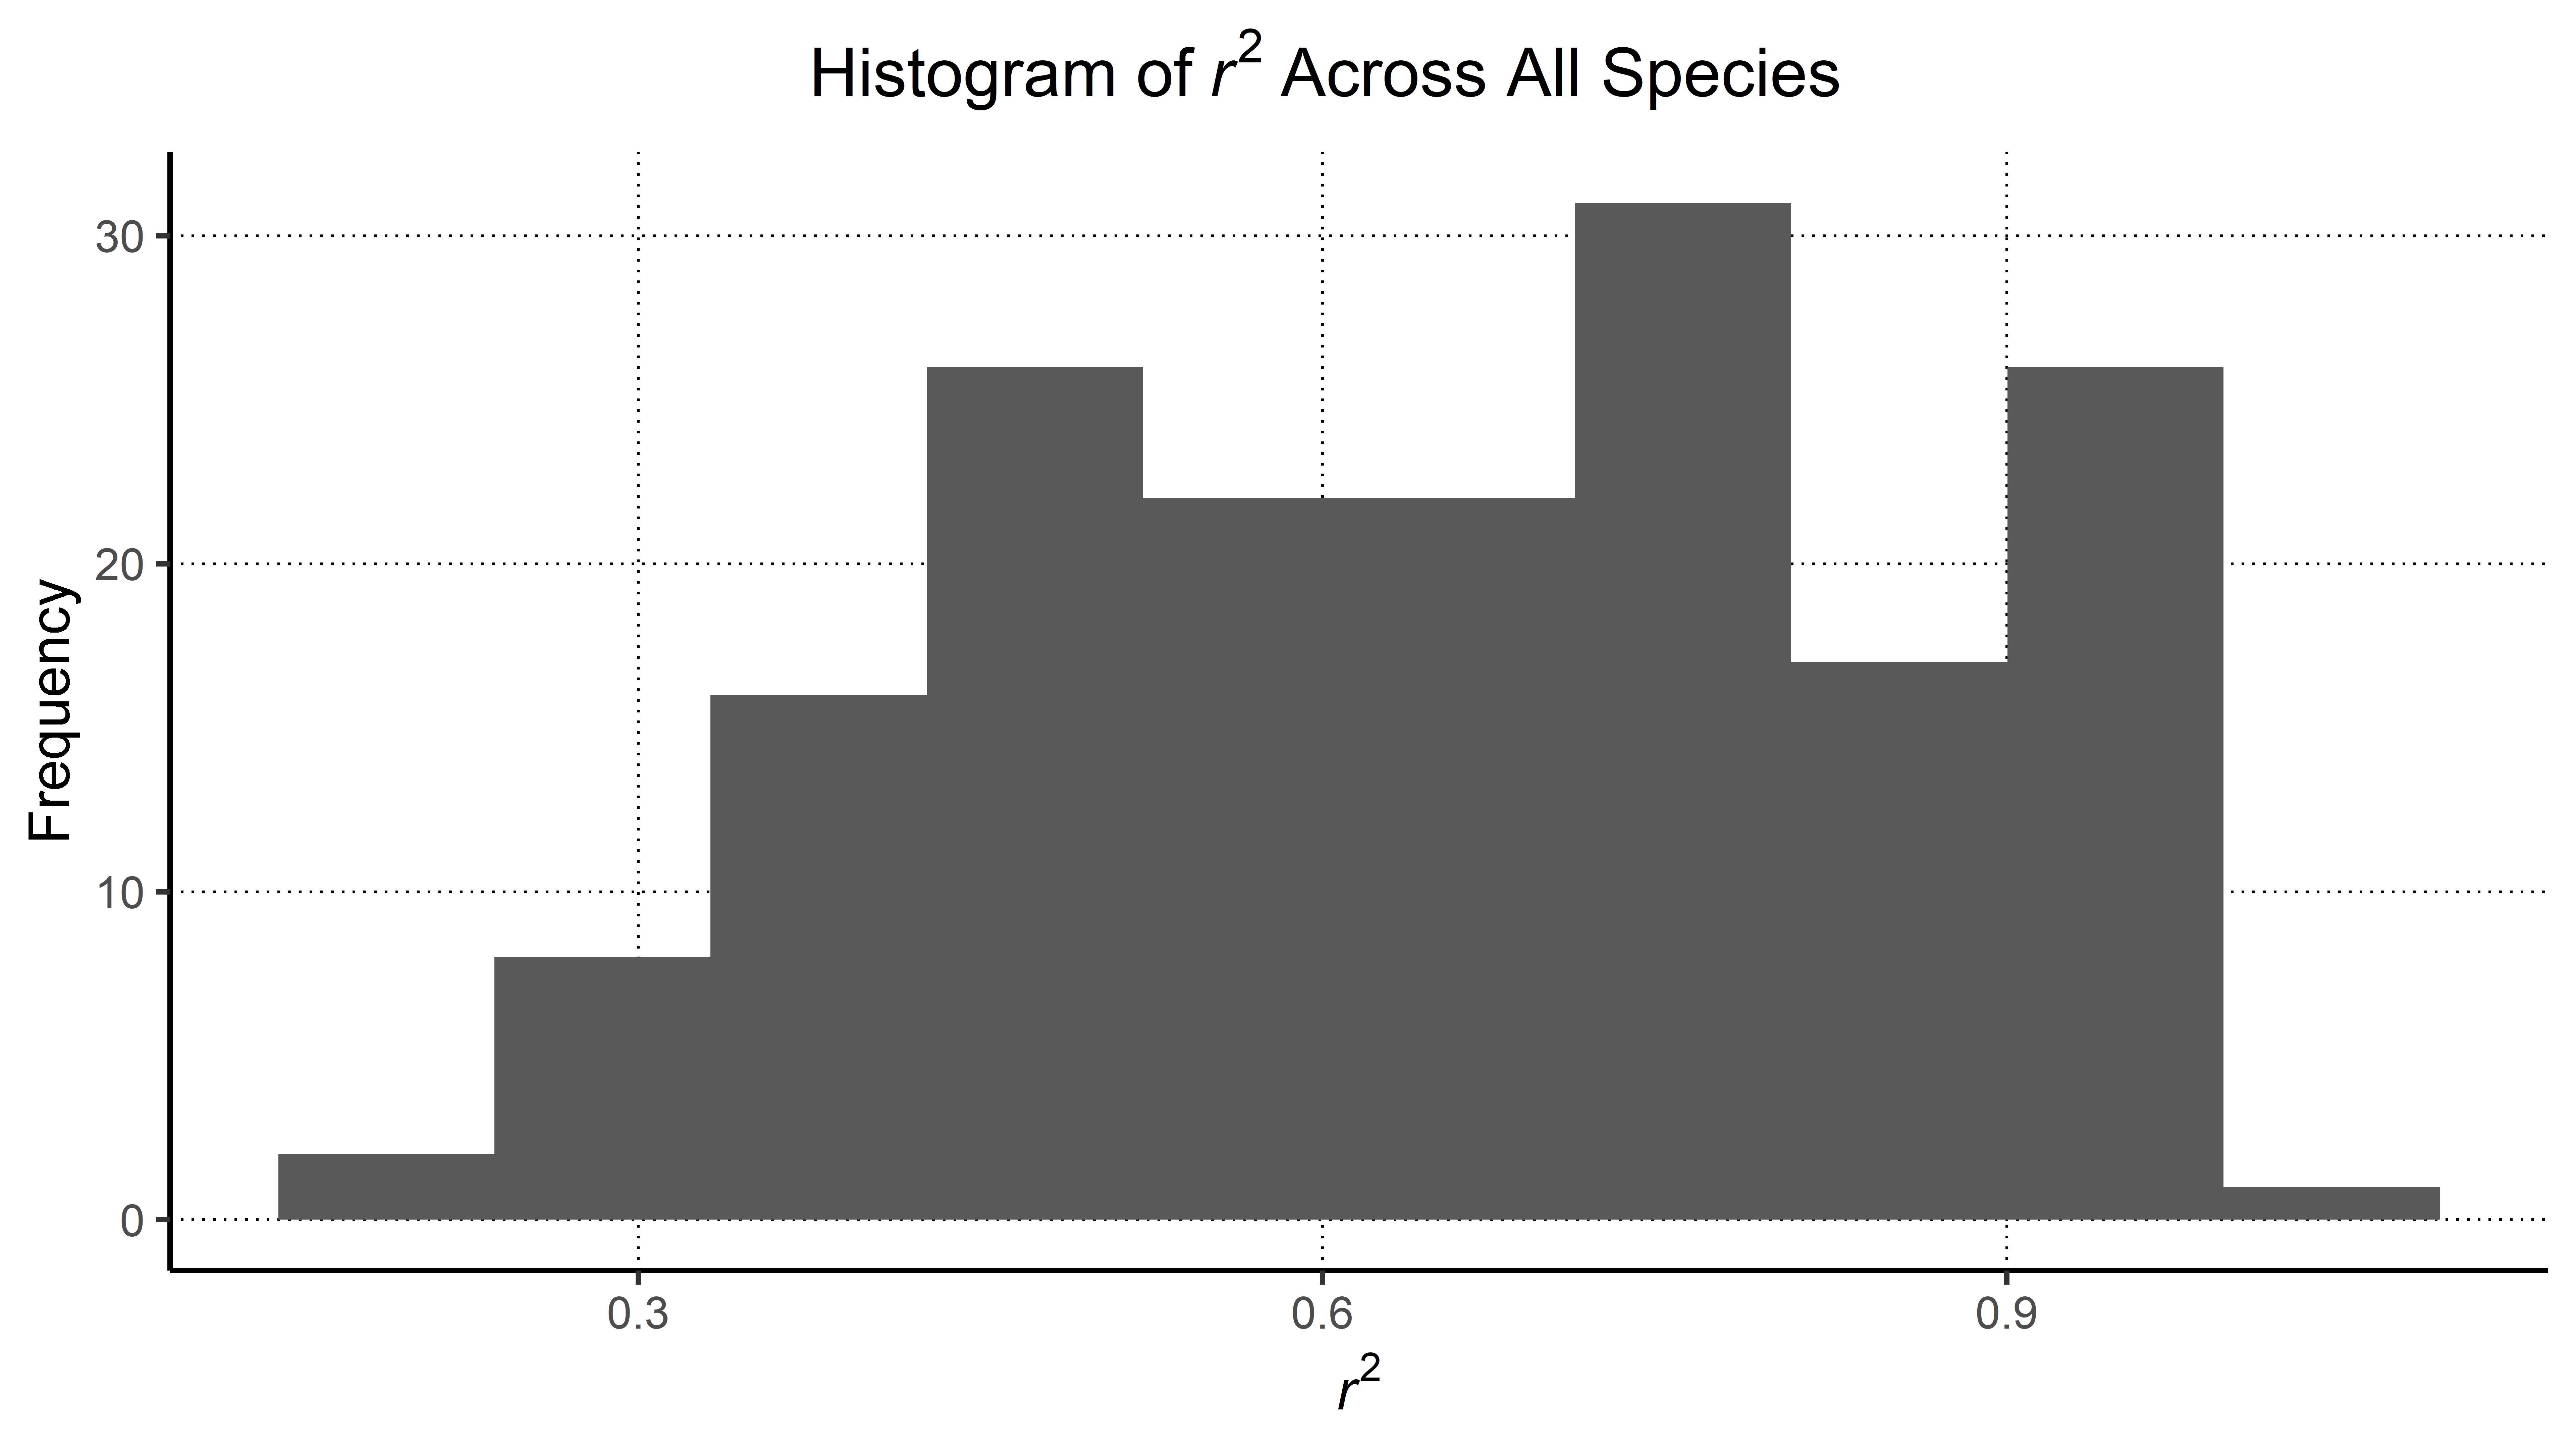 Histogram of r² Across All Species
Frequency
30
20
10
0
0.3 0.6 0.9
r²